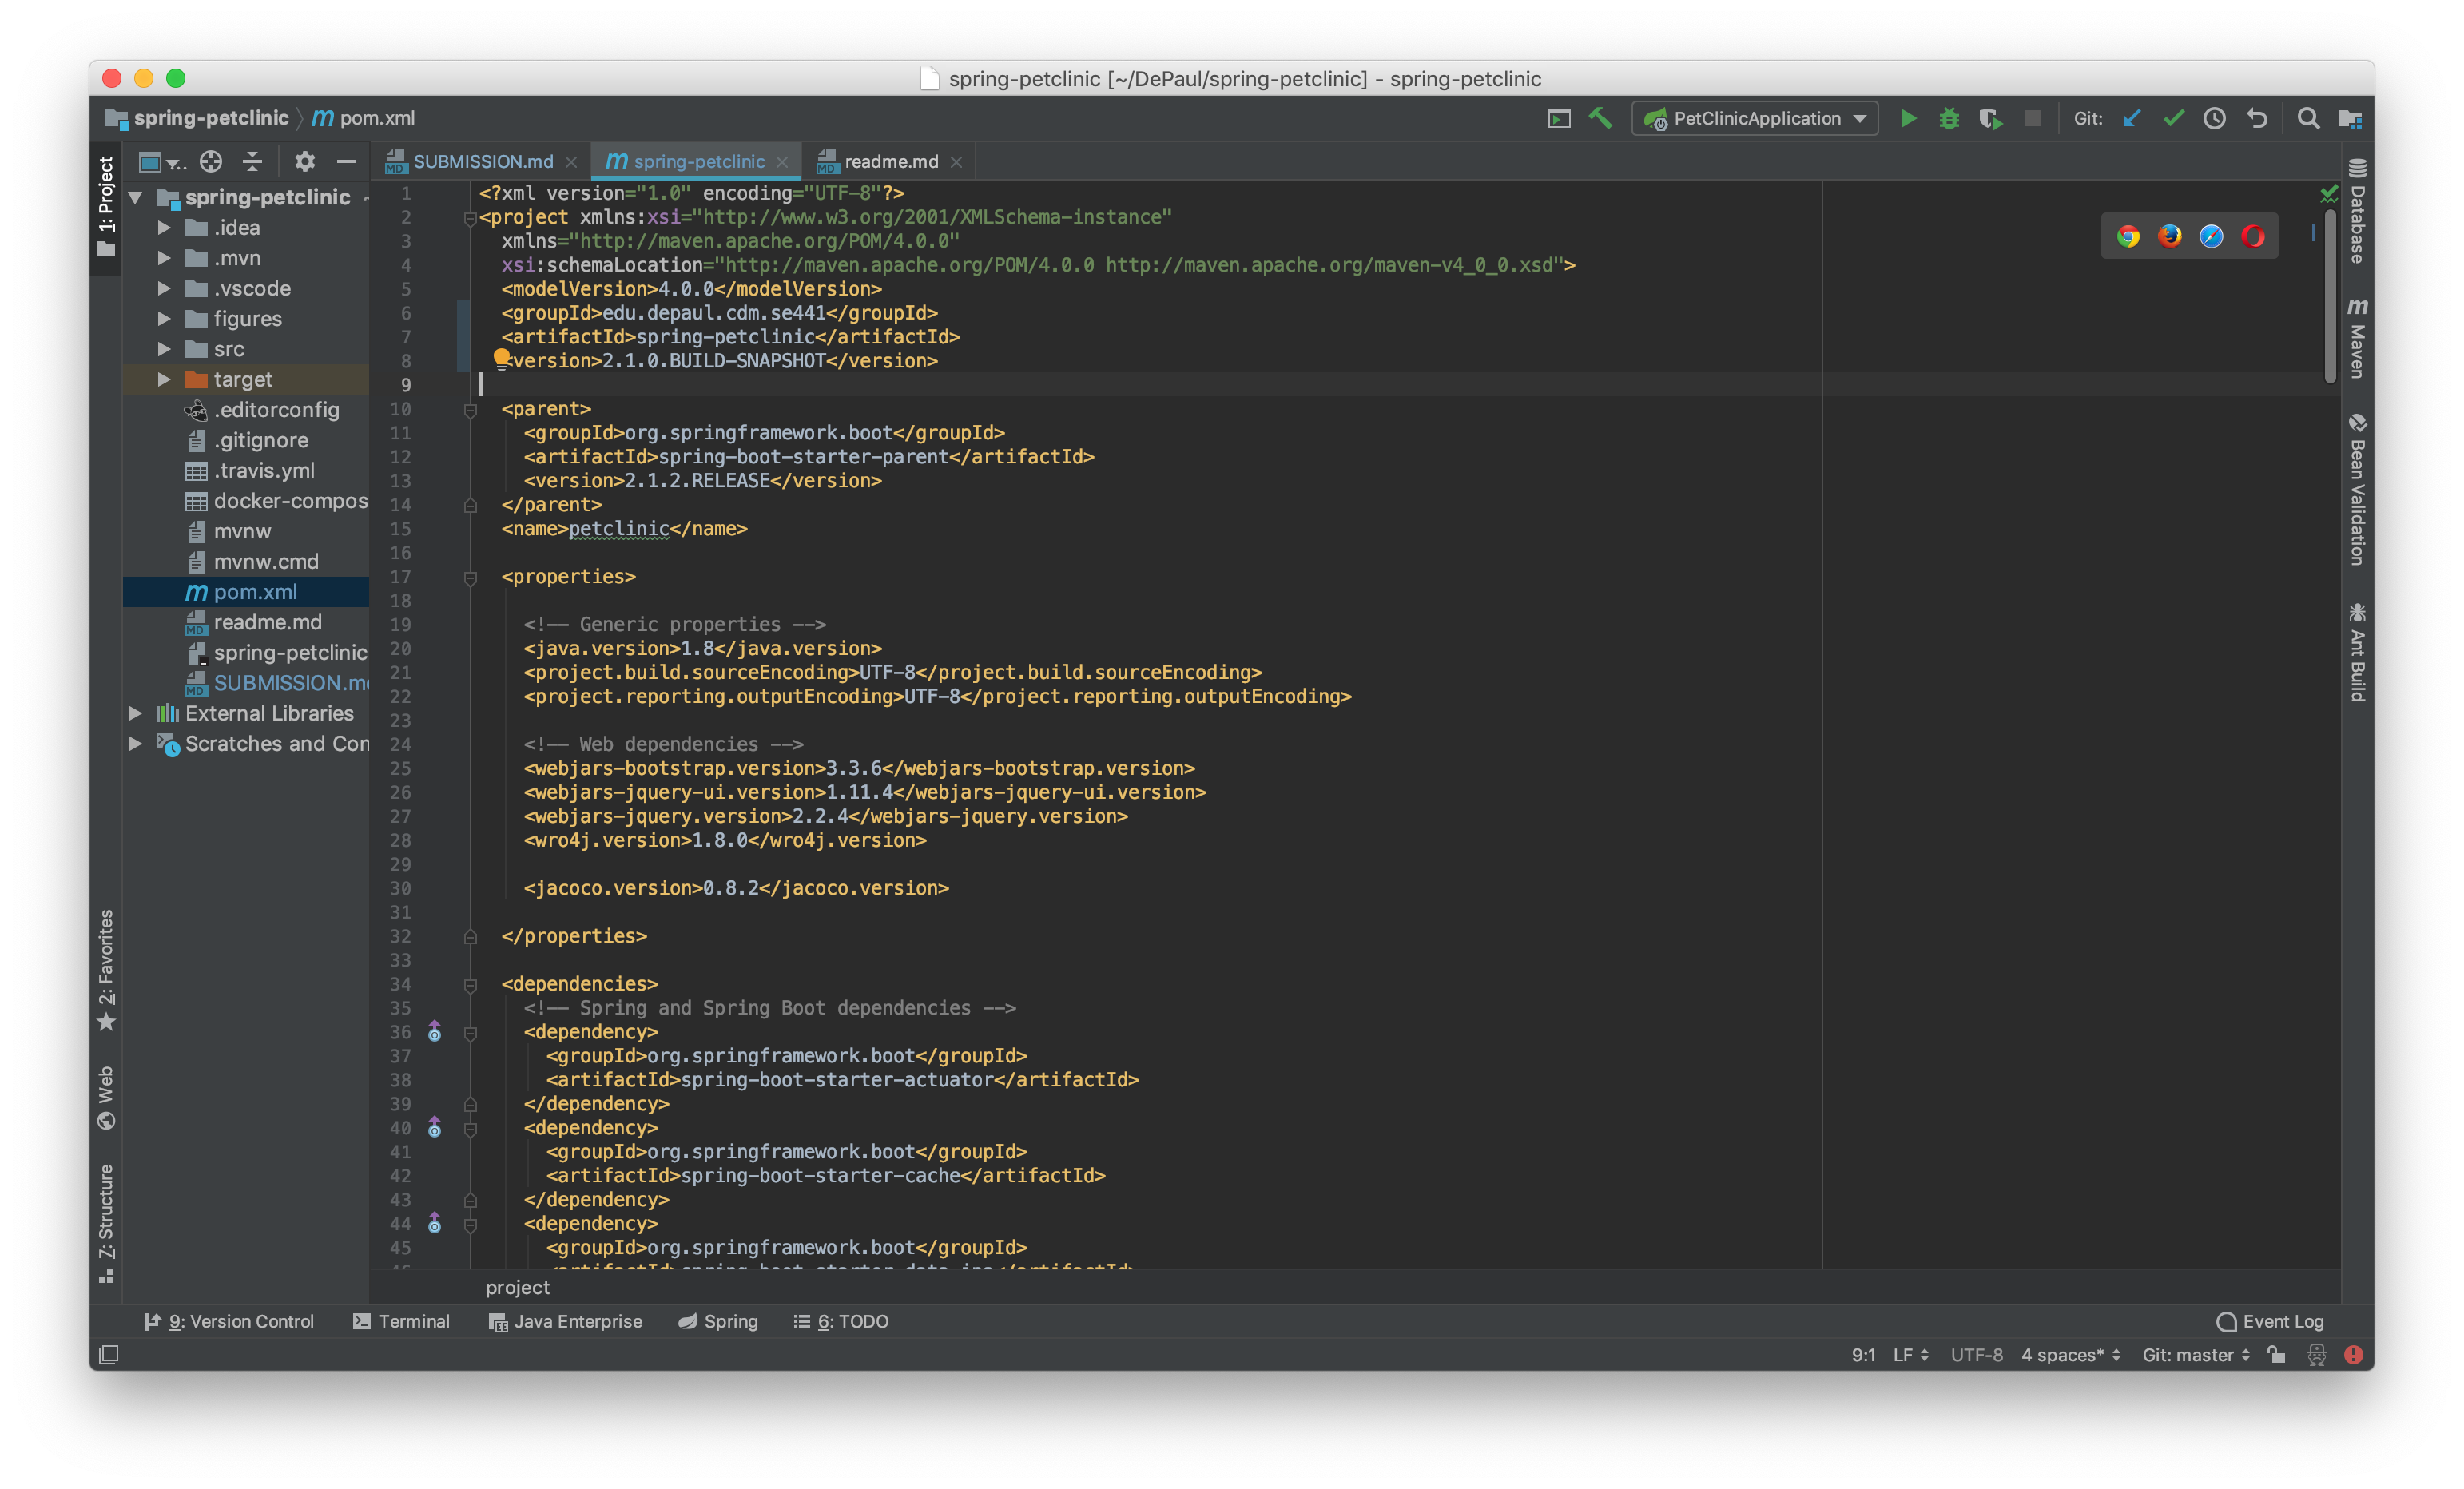 spring-petclinic [~/DePaul/spring-petclinic] - spring-petclinic
spring-petclinic
pom.xml
PetClinicApplication
Git:
1: Project
SUBMISSION.md
spring-petclinic
readme.md
spring-petclinic
.idea
.mvn
.vscode
figures
src
target
.editorconfig
.gitignore
.travis.yml
docker-compos
mvnw
mvnw.cmd
pom.xml
readme.md
spring-petclinic
SUBMISSION.m
External Libraries
Scratches and Con
1 <?xml version="1.0" encoding="UTF-8"?>
2 <project xmlns:xsi="http://www.w3.org/2001/XMLSchema-instance"
3 xmlns="http://maven.apache.org/POM/4.0.0"
4 xsi:schemaLocation="http://maven.apache.org/POM/4.0.0 http://maven.apache.org/maven-v4_0_0.xsd">
5 <modelVersion>4.0.0</modelVersion>
6 <groupId>edu.depaul.cdm.se441</groupId>
7 <artifactId>spring-petclinic</artifactId>
8 <version>2.1.0.BUILD-SNAPSHOT</version>
9
10 <parent>
11 <groupId>org.springframework.boot</groupId>
12 <artifactId>spring-boot-starter-parent</artifactId>
13 <version>2.1.2.RELEASE</version>
14 </parent>
15 <name>petclinic</name>
16
17 <properties>
18
19 <!-- Generic properties -->
20 <java.version>1.8</java.version>
21 <project.build.sourceEncoding>UTF-8</project.build.sourceEncoding>
22 <project.reporting.outputEncoding>UTF-8</project.reporting.outputEncoding>
23
24 <!-- Web dependencies -->
25 <webjars-bootstrap.version>3.3.6</webjars-bootstrap.version>
26 <webjars-jquery-ui.version>1.11.4</webjars-jquery-ui.version>
27 <webjars-jquery.version>2.2.4</webjars-jquery.version>
28 <wro4j.version>1.8.0</wro4j.version>
29
30 <jacoco.version>0.8.2</jacoco.version>
31
32 </properties>
33
34 <dependencies>
35 <!-- Spring and Spring Boot dependencies -->
36 <dependency>
37 <groupId>org.springframework.boot</groupId>
38 <artifactId>spring-boot-starter-actuator</artifactId>
39 </dependency>
40 <dependency>
41 <groupId>org.springframework.boot</groupId>
42 <artifactId>spring-boot-starter-cache</artifactId>
43 </dependency>
44 <dependency>
45 <groupId>org.springframework.boot</groupId>
Database
Maven
Bean Validation
Ant Build
2: Favorites
Web
Z: Structure
project
9: Version Control
Terminal
Java Enterprise
Spring
6: TODO
Event Log
9:1 LF UTF-8 4 spaces* Git: master